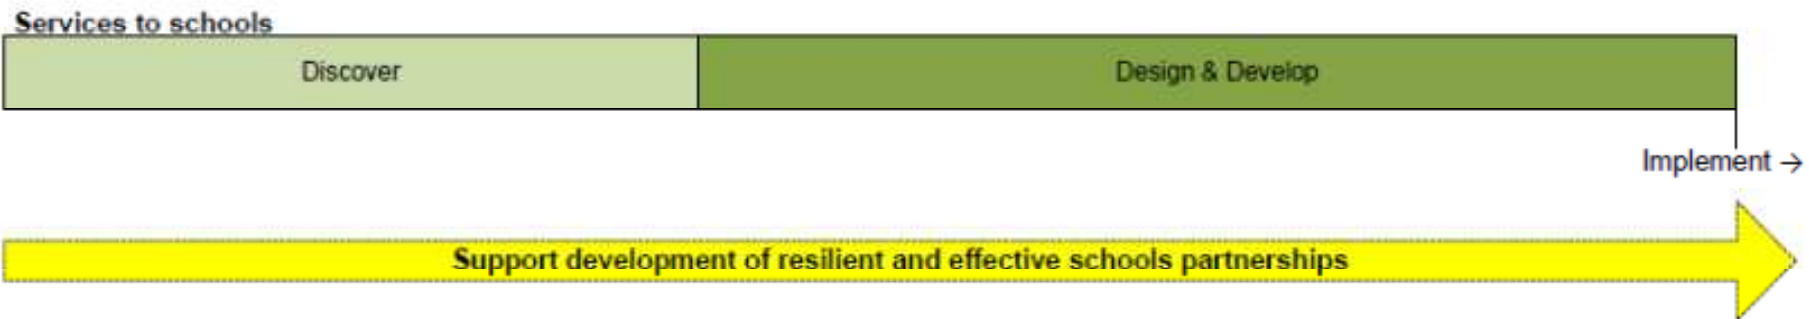 Services to schools
Discover
Design & Develop
Implement →
Support development of resilient and effective schools partnerships